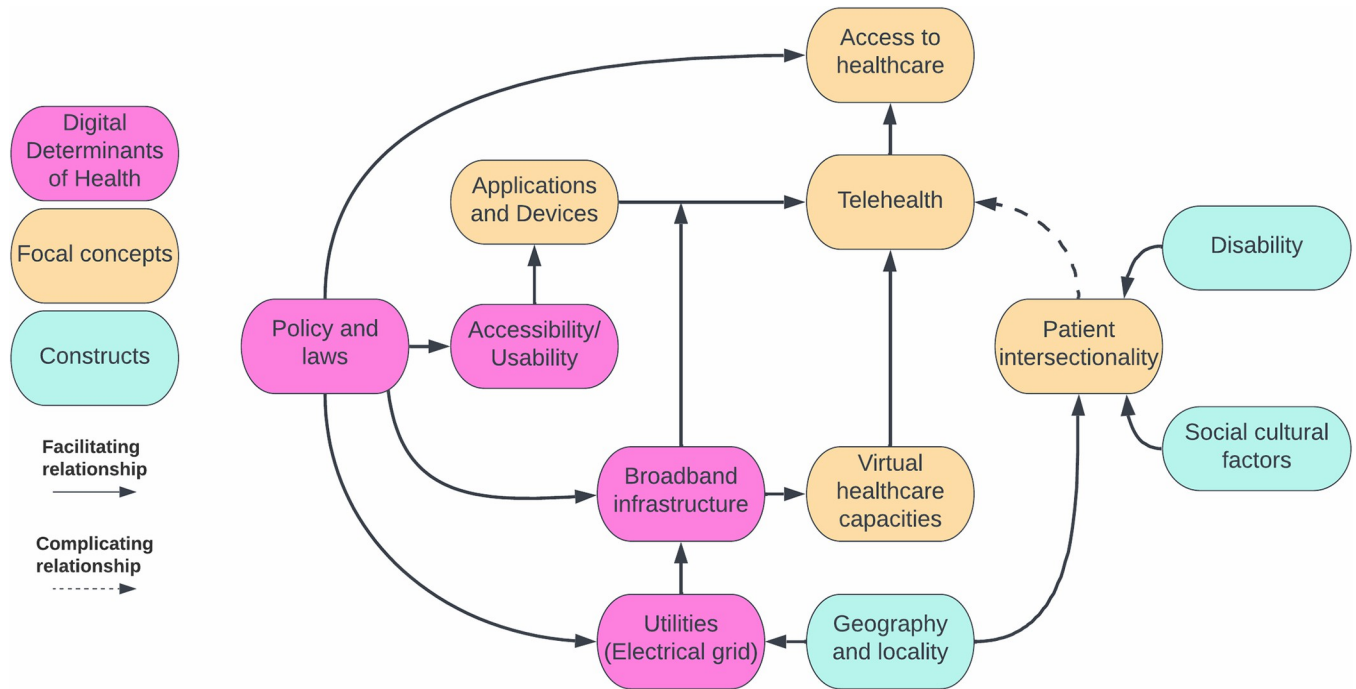 Digital
Determinants
of Health
Focal concepts
Constructs
Facilitating
relationship
Complicating
relationship
Access to
healthcare
Applications
and Devices
Telehealth
Disability
Policy and
laws
Accessibility/
Usability
Patient
intersectionality
Social cultural
factors
Broadband
infrastructure
Virtual
healthcare
capacities
Utilities
(Electrical grid)
Geography
and locality